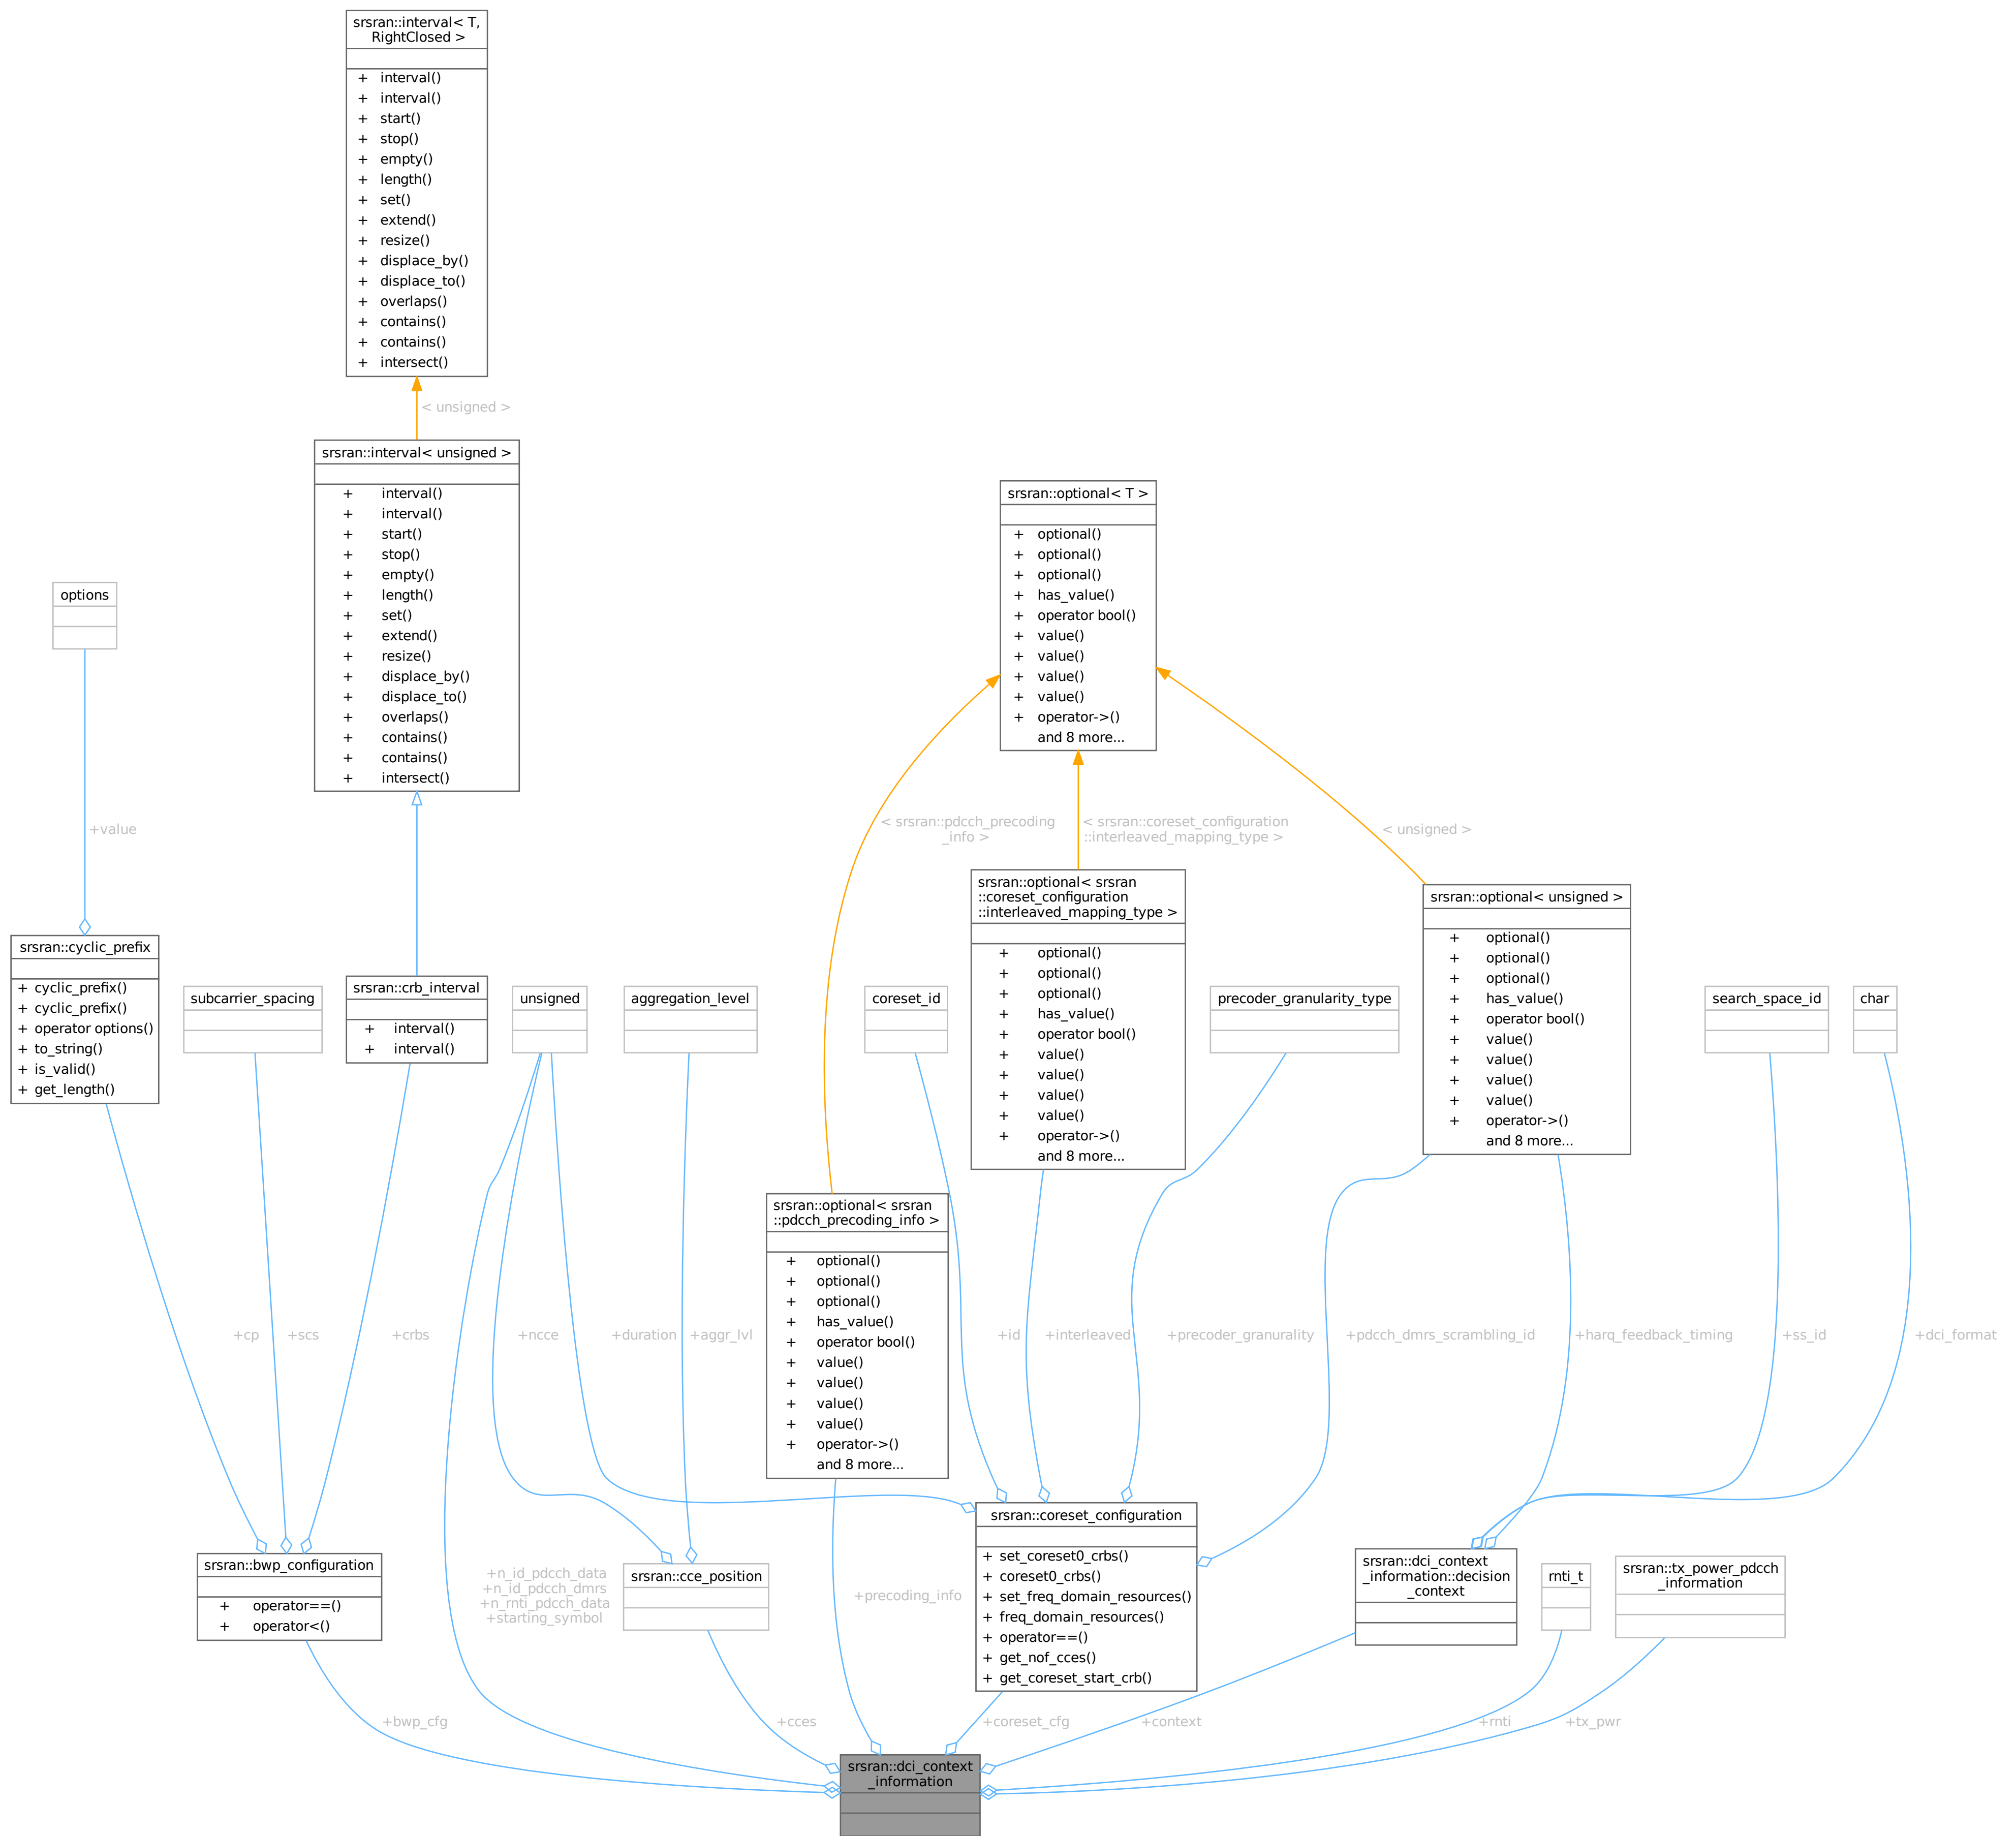 srsran::interval< T,
RightClosed >
+ interval()
+ interval()
+ start()
+ stop()
+ empty()
+ length()
+ set()
+ extend()
+ resize()
+ displace_by()
+ displace_to()
+ overlaps()
+ contains()
+ contains()
+ intersect()
< unsigned >
srsran::interval< unsigned >
+ interval()
+ interval()
+ start()
+ stop()
+ empty()
+ length()
+ set()
+ extend()
+ resize()
+ displace_by()
+ displace_to()
+ overlaps()
+ contains()
+ contains()
+ intersect()
srsran::optional< T >
+ optional()
+ optional()
+ optional()
+ has_value()
+ operator bool()
+ value()
+ value()
+ value()
+ value()
+ operator->()
and 8 more...
options
+value
< srsran::pdcch_precoding
_info >
< srsran::coreset_configuration
::interleaved_mapping_type >
< unsigned >
srsran::cyclic_prefix
+ cyclic_prefix()
+ cyclic_prefix()
+ operator options()
+ to_string()
+ is_valid()
+ get_length()
subcarrier_spacing
srsran::crb_interval
+ interval()
+ interval()
unsigned
aggregation_level
coreset_id
srsran::optional< srsran
::coreset_configuration
::interleaved_mapping_type >
+ optional()
+ optional()
+ optional()
+ has_value()
+ operator bool()
+ value()
+ value()
+ value()
+ value()
+ operator->()
and 8 more...
precoder_granularity_type
srsran::optional< unsigned >
+ optional()
+ optional()
+ optional()
+ has_value()
+ operator bool()
+ value()
+ value()
+ value()
+ value()
+ operator->()
and 8 more...
search_space_id
char
srsran::optional< srsran
::pdcch_precoding_info >
+ optional()
+ optional()
+ optional()
+ has_value()
+ operator bool()
+ value()
+ value()
+ value()
+ value()
+ operator->()
and 8 more...
+cp
+scs
+crbs
+ncce
+duration
+aggr_lvl
+id
+interleaved
+precoder_granurality
+pdcch_dmrs_scrambling_id
+harq_feedback_timing
+ss_id
+dci_format
srsran::bwp_configuration
+ operator==()
+ operator<()
+n_id_pdcch_data
+n_id_pdcch_dmrs
+n_rnti_pdcch_data
+starting_symbol
srsran::cce_position
+precoding_info
srsran::coreset_configuration
+ set_coreset0_crbs()
+ coreset0_crbs()
+ set_freq_domain_resources()
+ freq_domain_resources()
+ operator==()
+ get_nof_cces()
+ get_coreset_start_crb()
srsran::dci_context
_information::decision
_context
rnti_t
srsran::tx_power_pdcch
_information
+bwp_cfg
+cces
+coreset_cfg
+context
+rnti
+tx_pwr
srsran::dci_context
_information